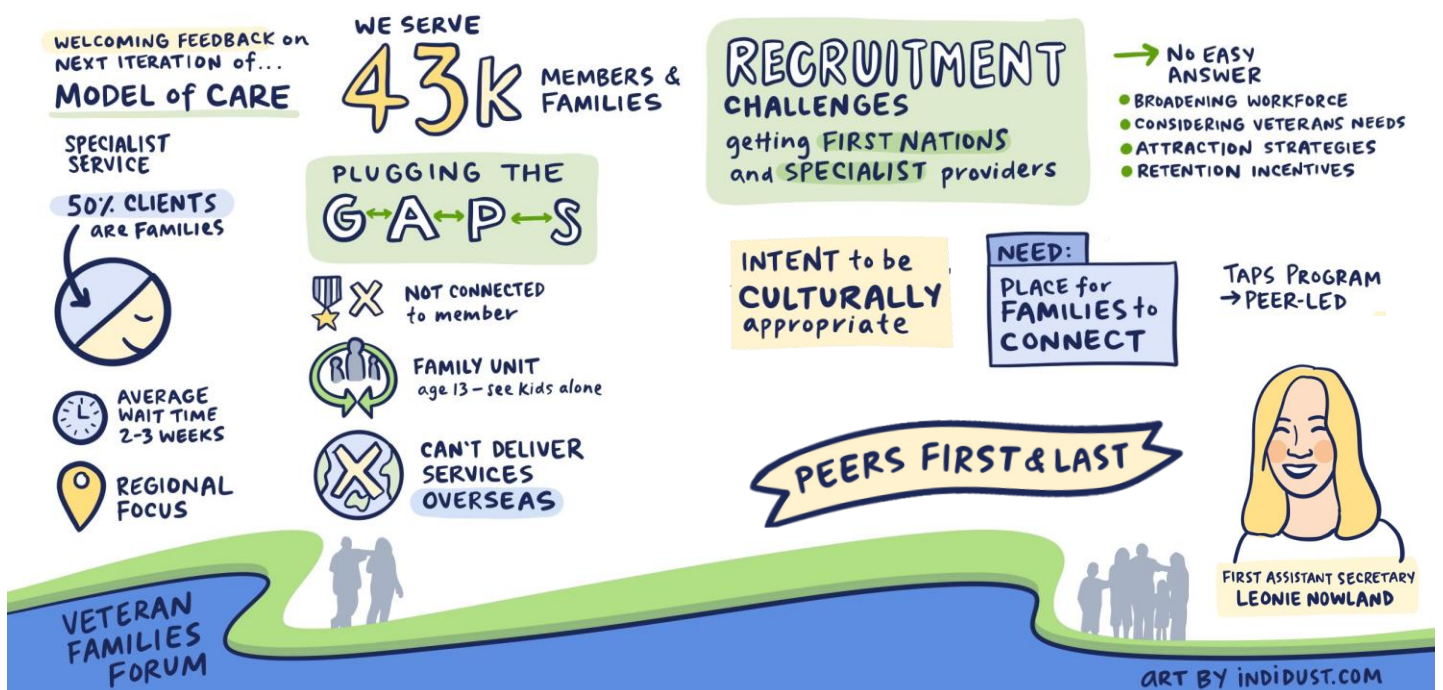 WELCOMING FEEDBACK on
NEXT ITERATION of...
MODEL of CARE
SPECIALIST
SERVICE
50% CLIENTS
are FAMILIES
AVERAGE
WAIT TIME
2-3 WEEKS
REGIONAL
FOCUS
WE SERVE
43K
MEMBERS &
FAMILIES
PLUGGING THE
GAPS
NOT CONNECTED
to member
FAMILY UNIT
age 13 - see kids alone
CAN'T DELIVER
SERVICES
OVERSEAS
RECRUITMENT
CHALLENGES
getting FIRST NATIONS
and SPECIALIST providers
→ NO EASY
ANSWER
• BROADENING WORKFORCE
• CONSIDERING VETERANS NEEDS
• ATTRACTION STRATEGIES
• RETENTION INCENTIVES
INTENT to be
CULTURALLY
appropriate
NEED:
PLACE for
FAMILIES to
CONNECT
TAPS PROGRAM
→ PEER-LED
PEERS FIRST & LAST
FIRST ASSISTANT SECRETARY
LEONIE NOWLAND
VETERAN
FAMILIES
FORUM
ART BY INDIDUST.COM